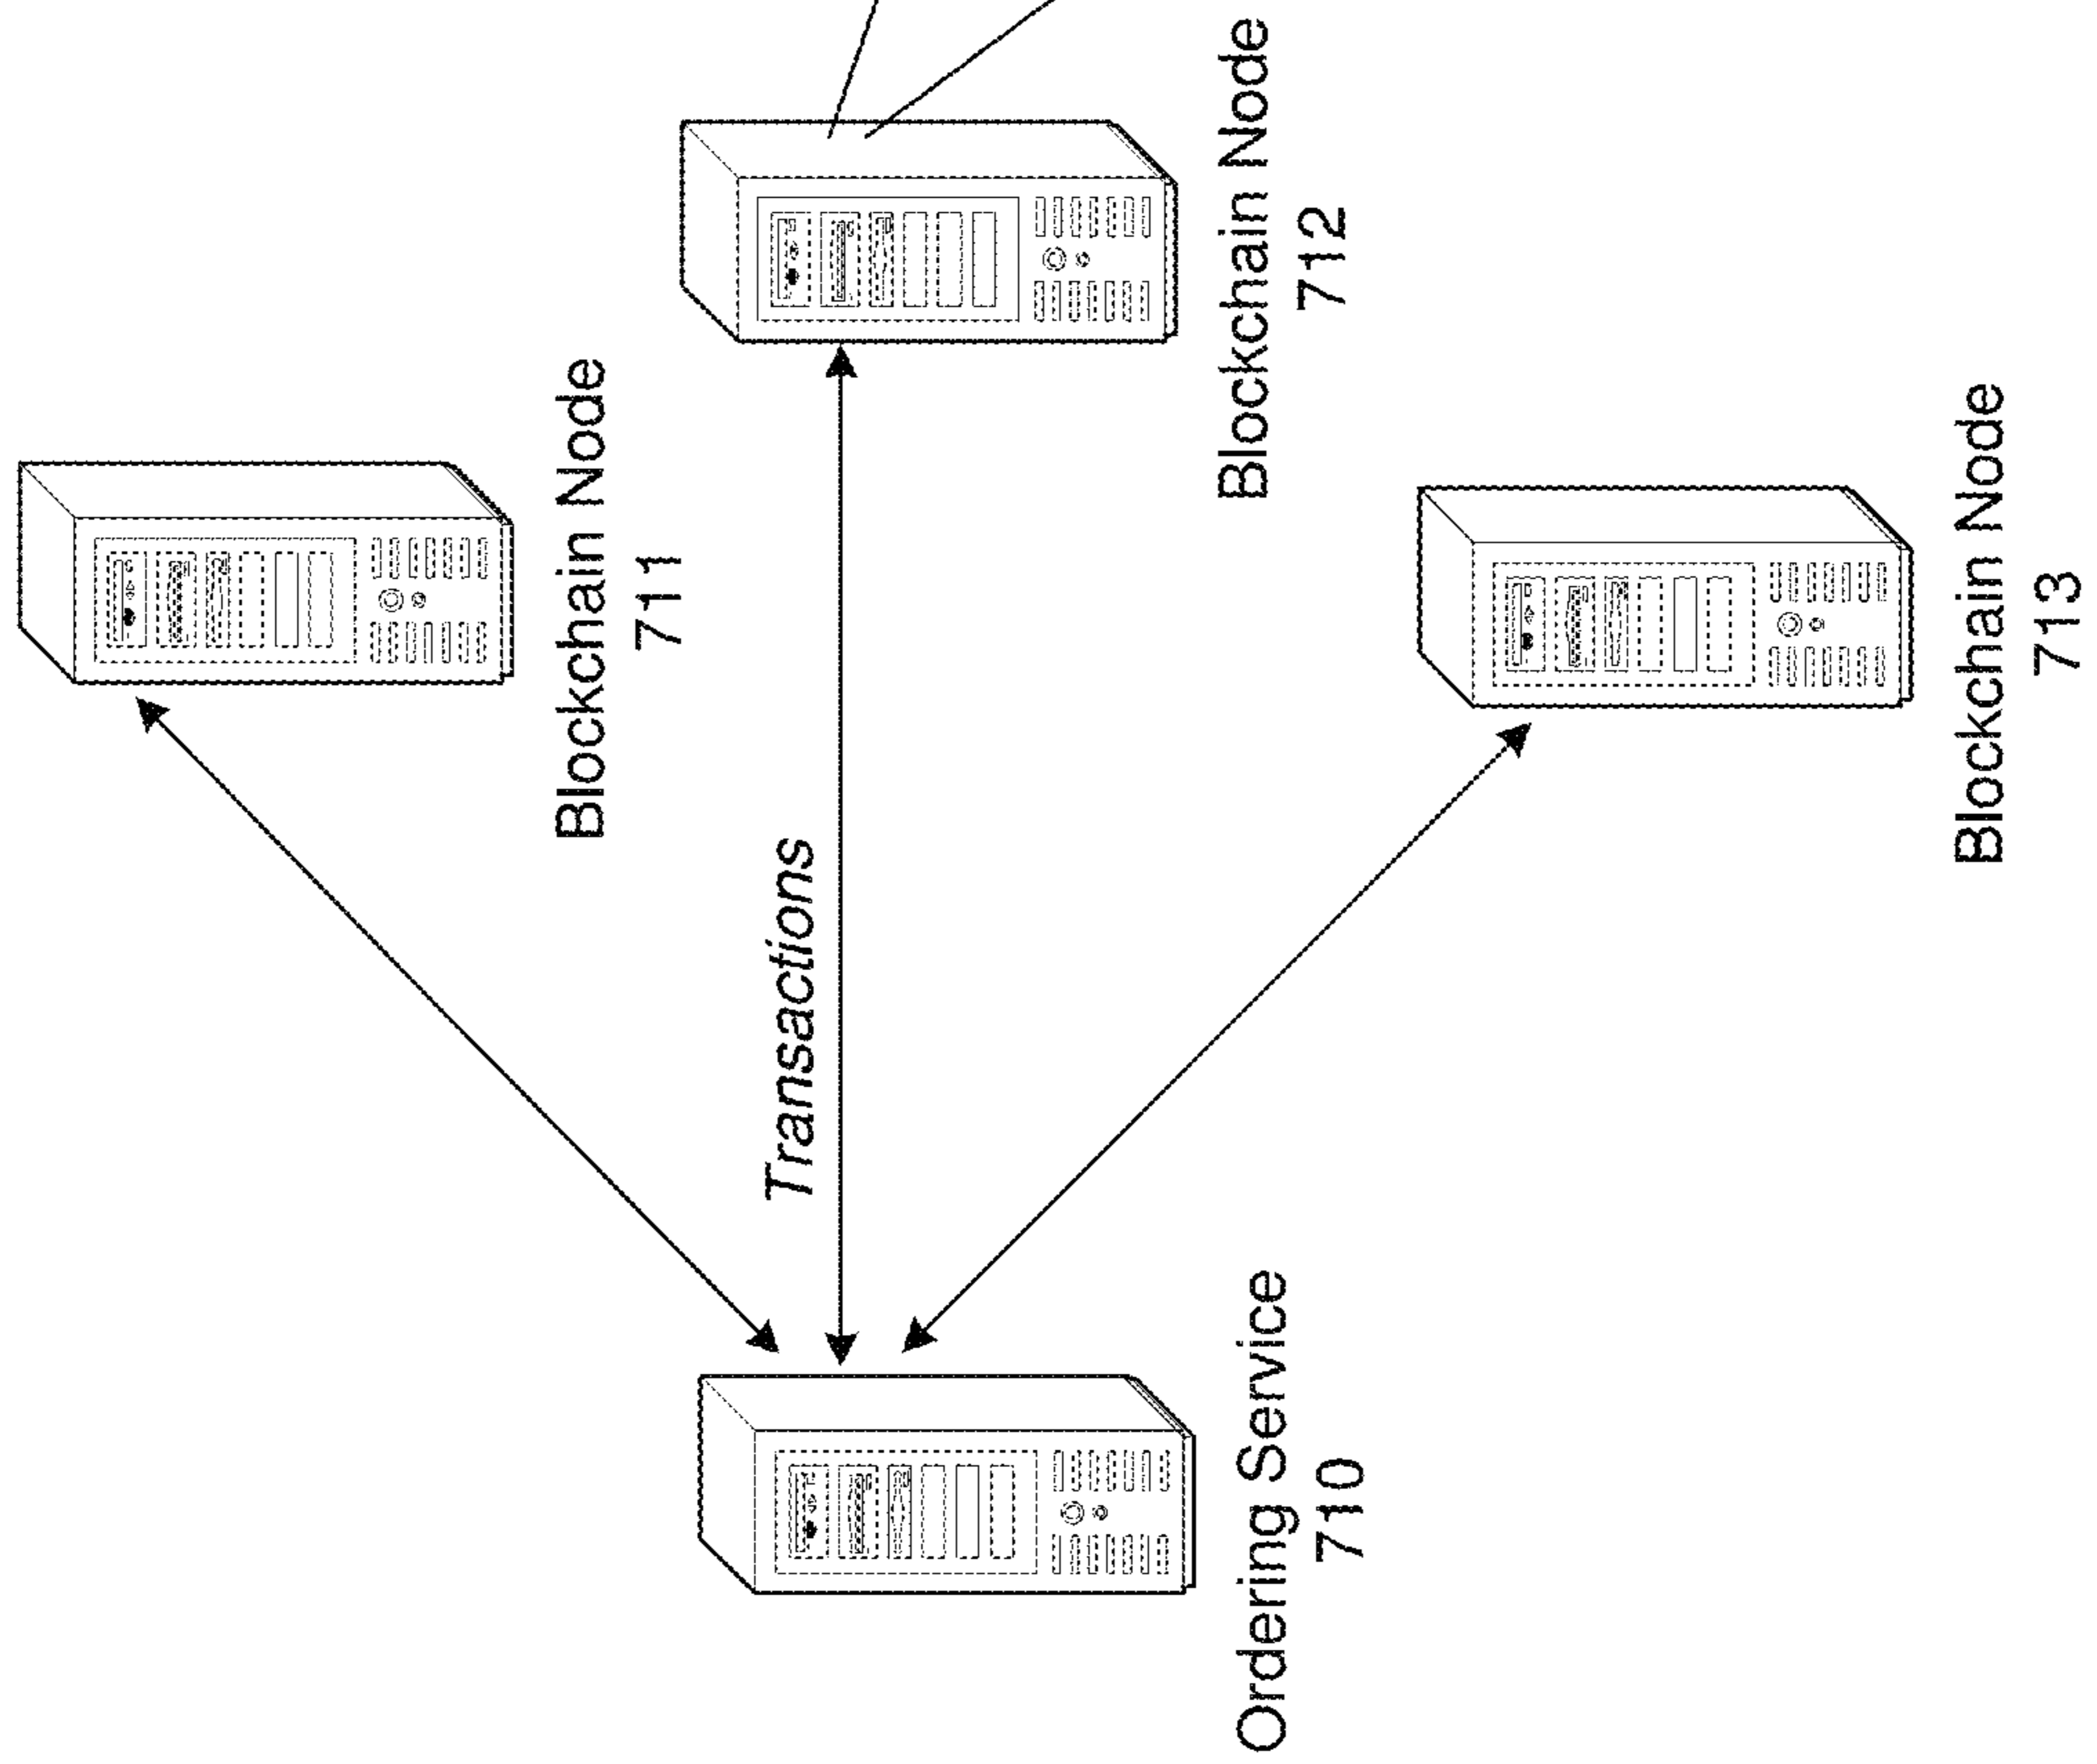 Blockchain Node
711
Transactions
Blockchain Node
712
Ordering Service
710
Blockchain Node
713